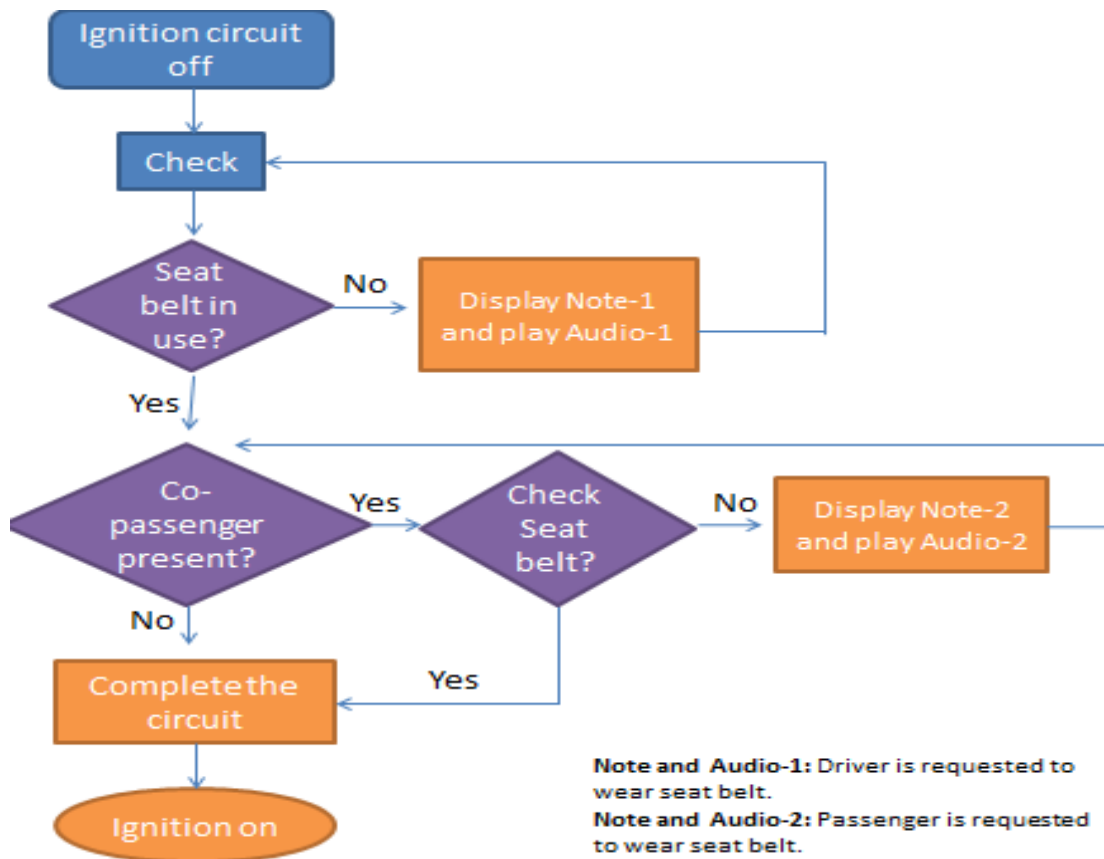 Ignition circuit
off
Check
Seat
belt in
use?
No
Display Note-1
and play Audio-1
Yes
Co-
passenger
present?
Yes
Check
Seat
belt?
No
Display Note-2
and play Audio-2
No
Complete the
circuit
Yes
Ignition on
Note and Audio-1: Driver is requested to
wear seat belt.
Note and Audio-2: Passenger is requested
to wear seat belt.